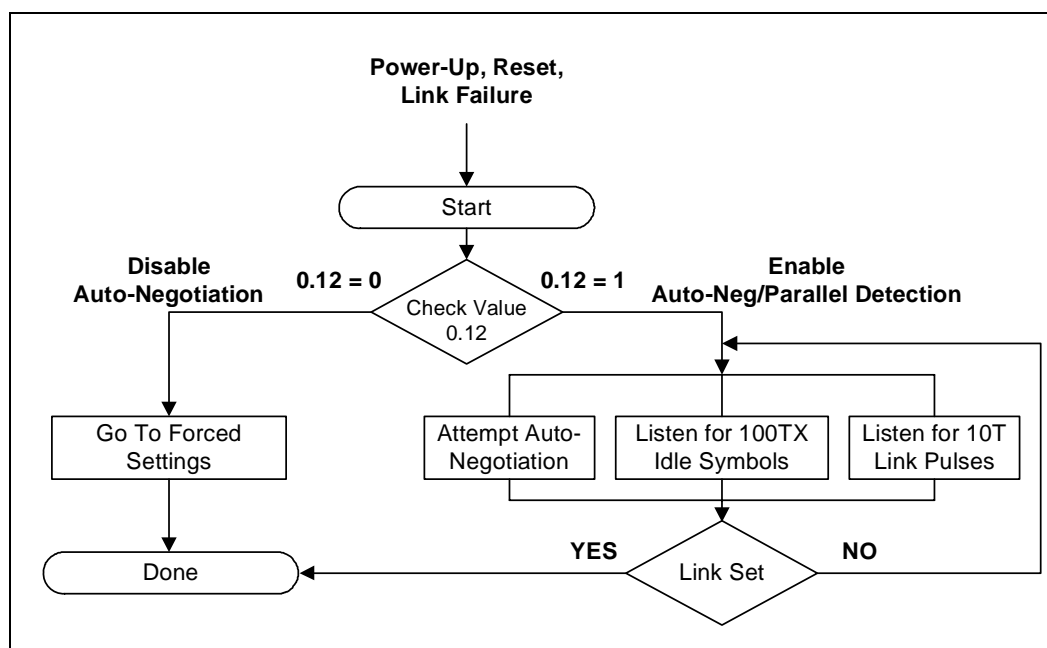 Power-Up, Reset,
Link Failure
Start
Disable
Auto-Negotiation
0.12 = 0
0.12 = 1
Enable
Auto-Neg/Parallel Detection
Check Value
0.12
Go To Forced
Settings
Attempt Auto-
Negotiation
Listen for 100TX
Idle Symbols
Listen for 10T
Link Pulses
Done
YES
Link Set
NO